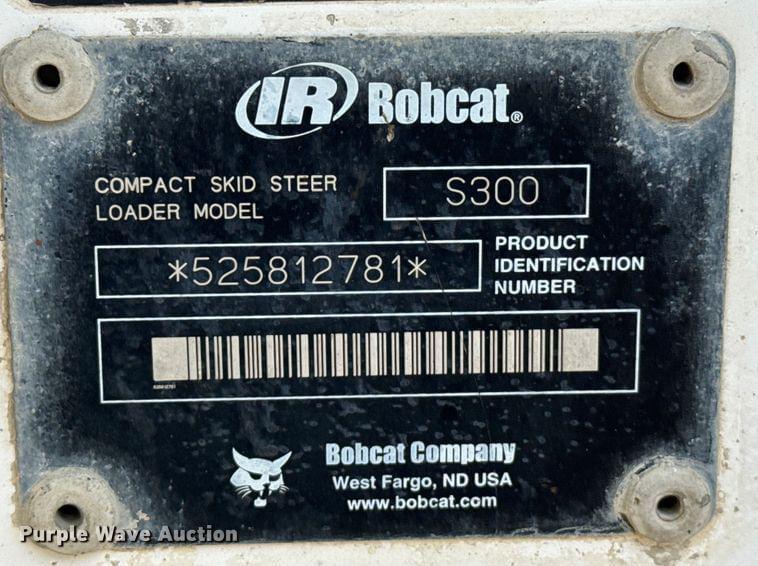 IR Bobcat®
COMPACT SKID STEER
LOADER MODEL
S300
*525812781*
PRODUCT
IDENTIFICATION
NUMBER
525812781
Bobcat Company
West Fargo, ND USA
www.bobcat.com
Purple Wave Auction